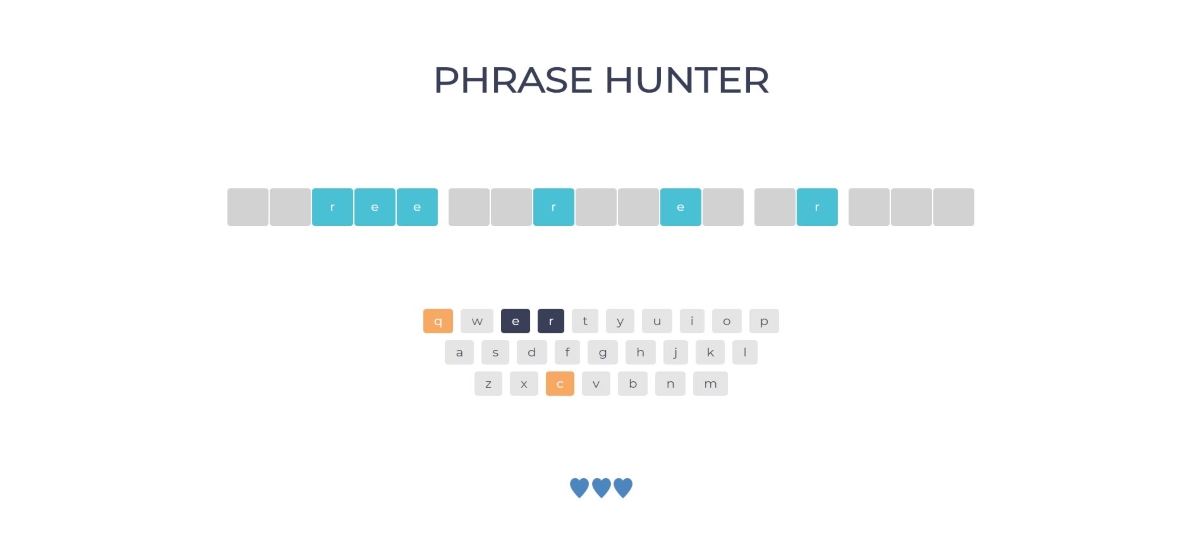 PHRASE HUNTER
r e e r e r
q w e r t y u i o p
a s d f g h j k l
z x c v b n m